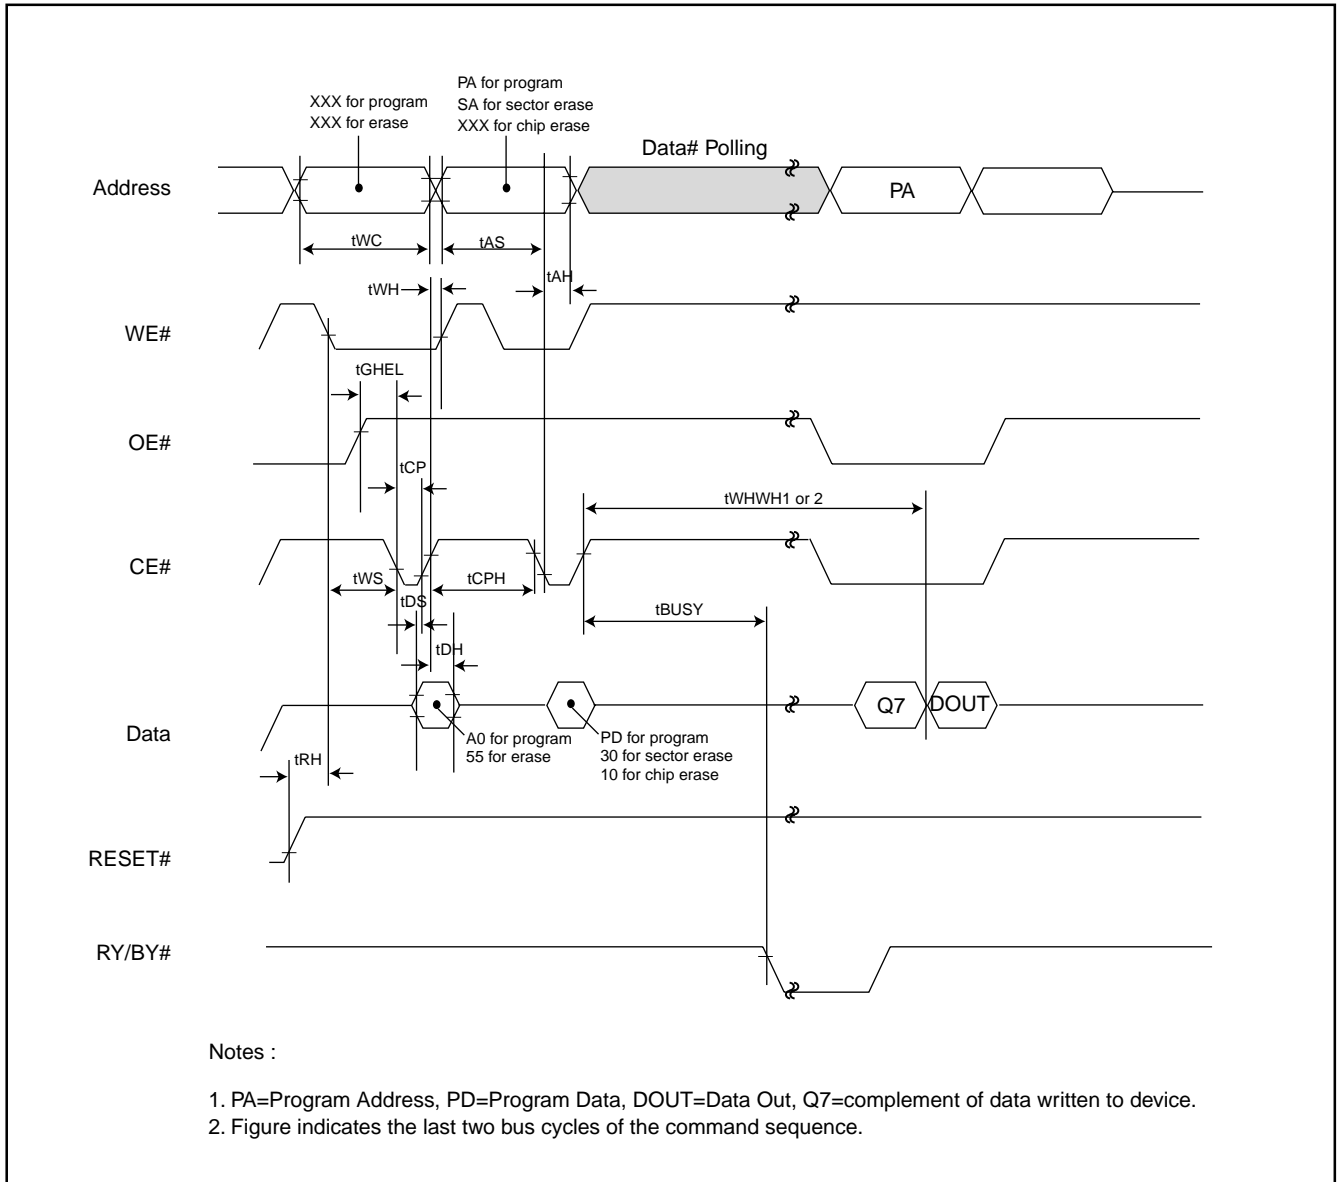 PA for program
SA for sector erase
XXX for chip erase
XXX for program
XXX for erase
Data# Polling
Address
PA
tWC
tAS
tAH
tWH
WE#
tGHEL
OE#
tCP
tWHWH1 or 2
CE#
tWS
tCPH
tDS
tBUSY
tDH
Q7
DOUT
Data
A0 for program
55 for erase
PD for program
30 for sector erase
10 for chip erase
tRH
RESET#
RY/BY#
Notes :
1. PA=Program Address, PD=Program Data, DOUT=Data Out, Q7=complement of data written to device.
2. Figure indicates the last two bus cycles of the command sequence.